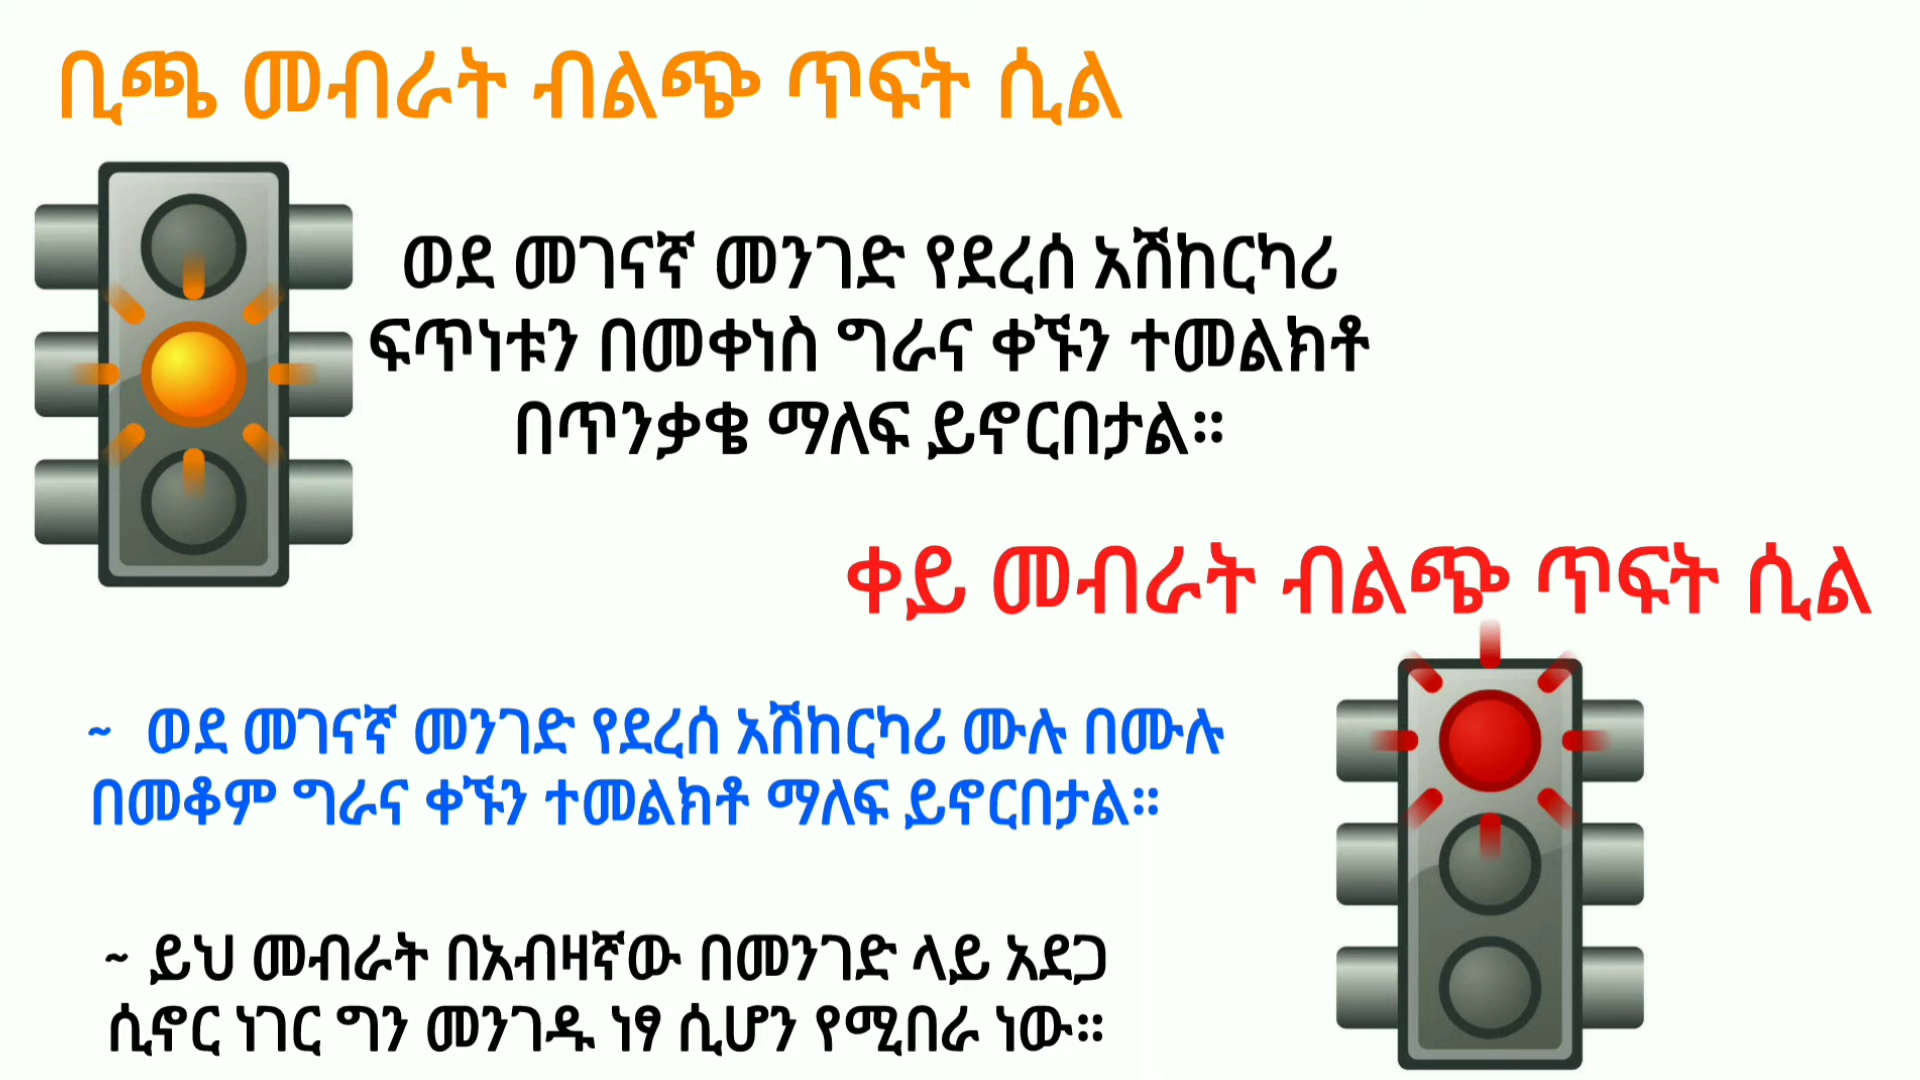 ቢጫ መብራት ብልጭ ጥፍት ሲል
ወደ መገናኛ መንገድ የደረሰ አሽከርካሪ
ፍጥነቱን በመቀነስ ግራና ቀኙን ተመልክቶ
በጥንቃቄ ማለፍ ይኖርበታል።
ቀይ መብራት ብልጭ ጥፍት ሲል
~ ወደ መገናኛ መንገድ የደረሰ አሽከርካሪ ሙሉ በሙሉ
በመቆም ግራና ቀኙን ተመልክቶ ማለፍ ይኖርበታል።
~ ይህ መብራት በአብዛኛው በመንገድ ላይ አደጋ
ሲኖር ነገር ግን መንገዱ ነፃ ሲሆን የሚበራ ነው።